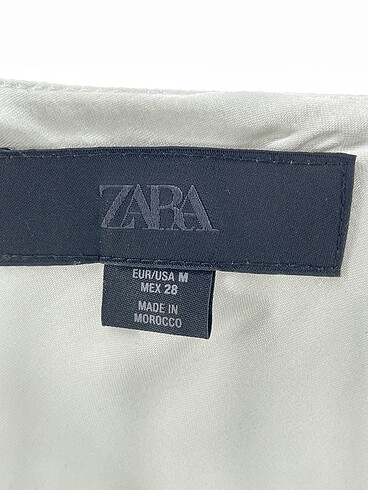 ZARA
EUR/USA M
MEX 28
MADE IN
MOROCCO